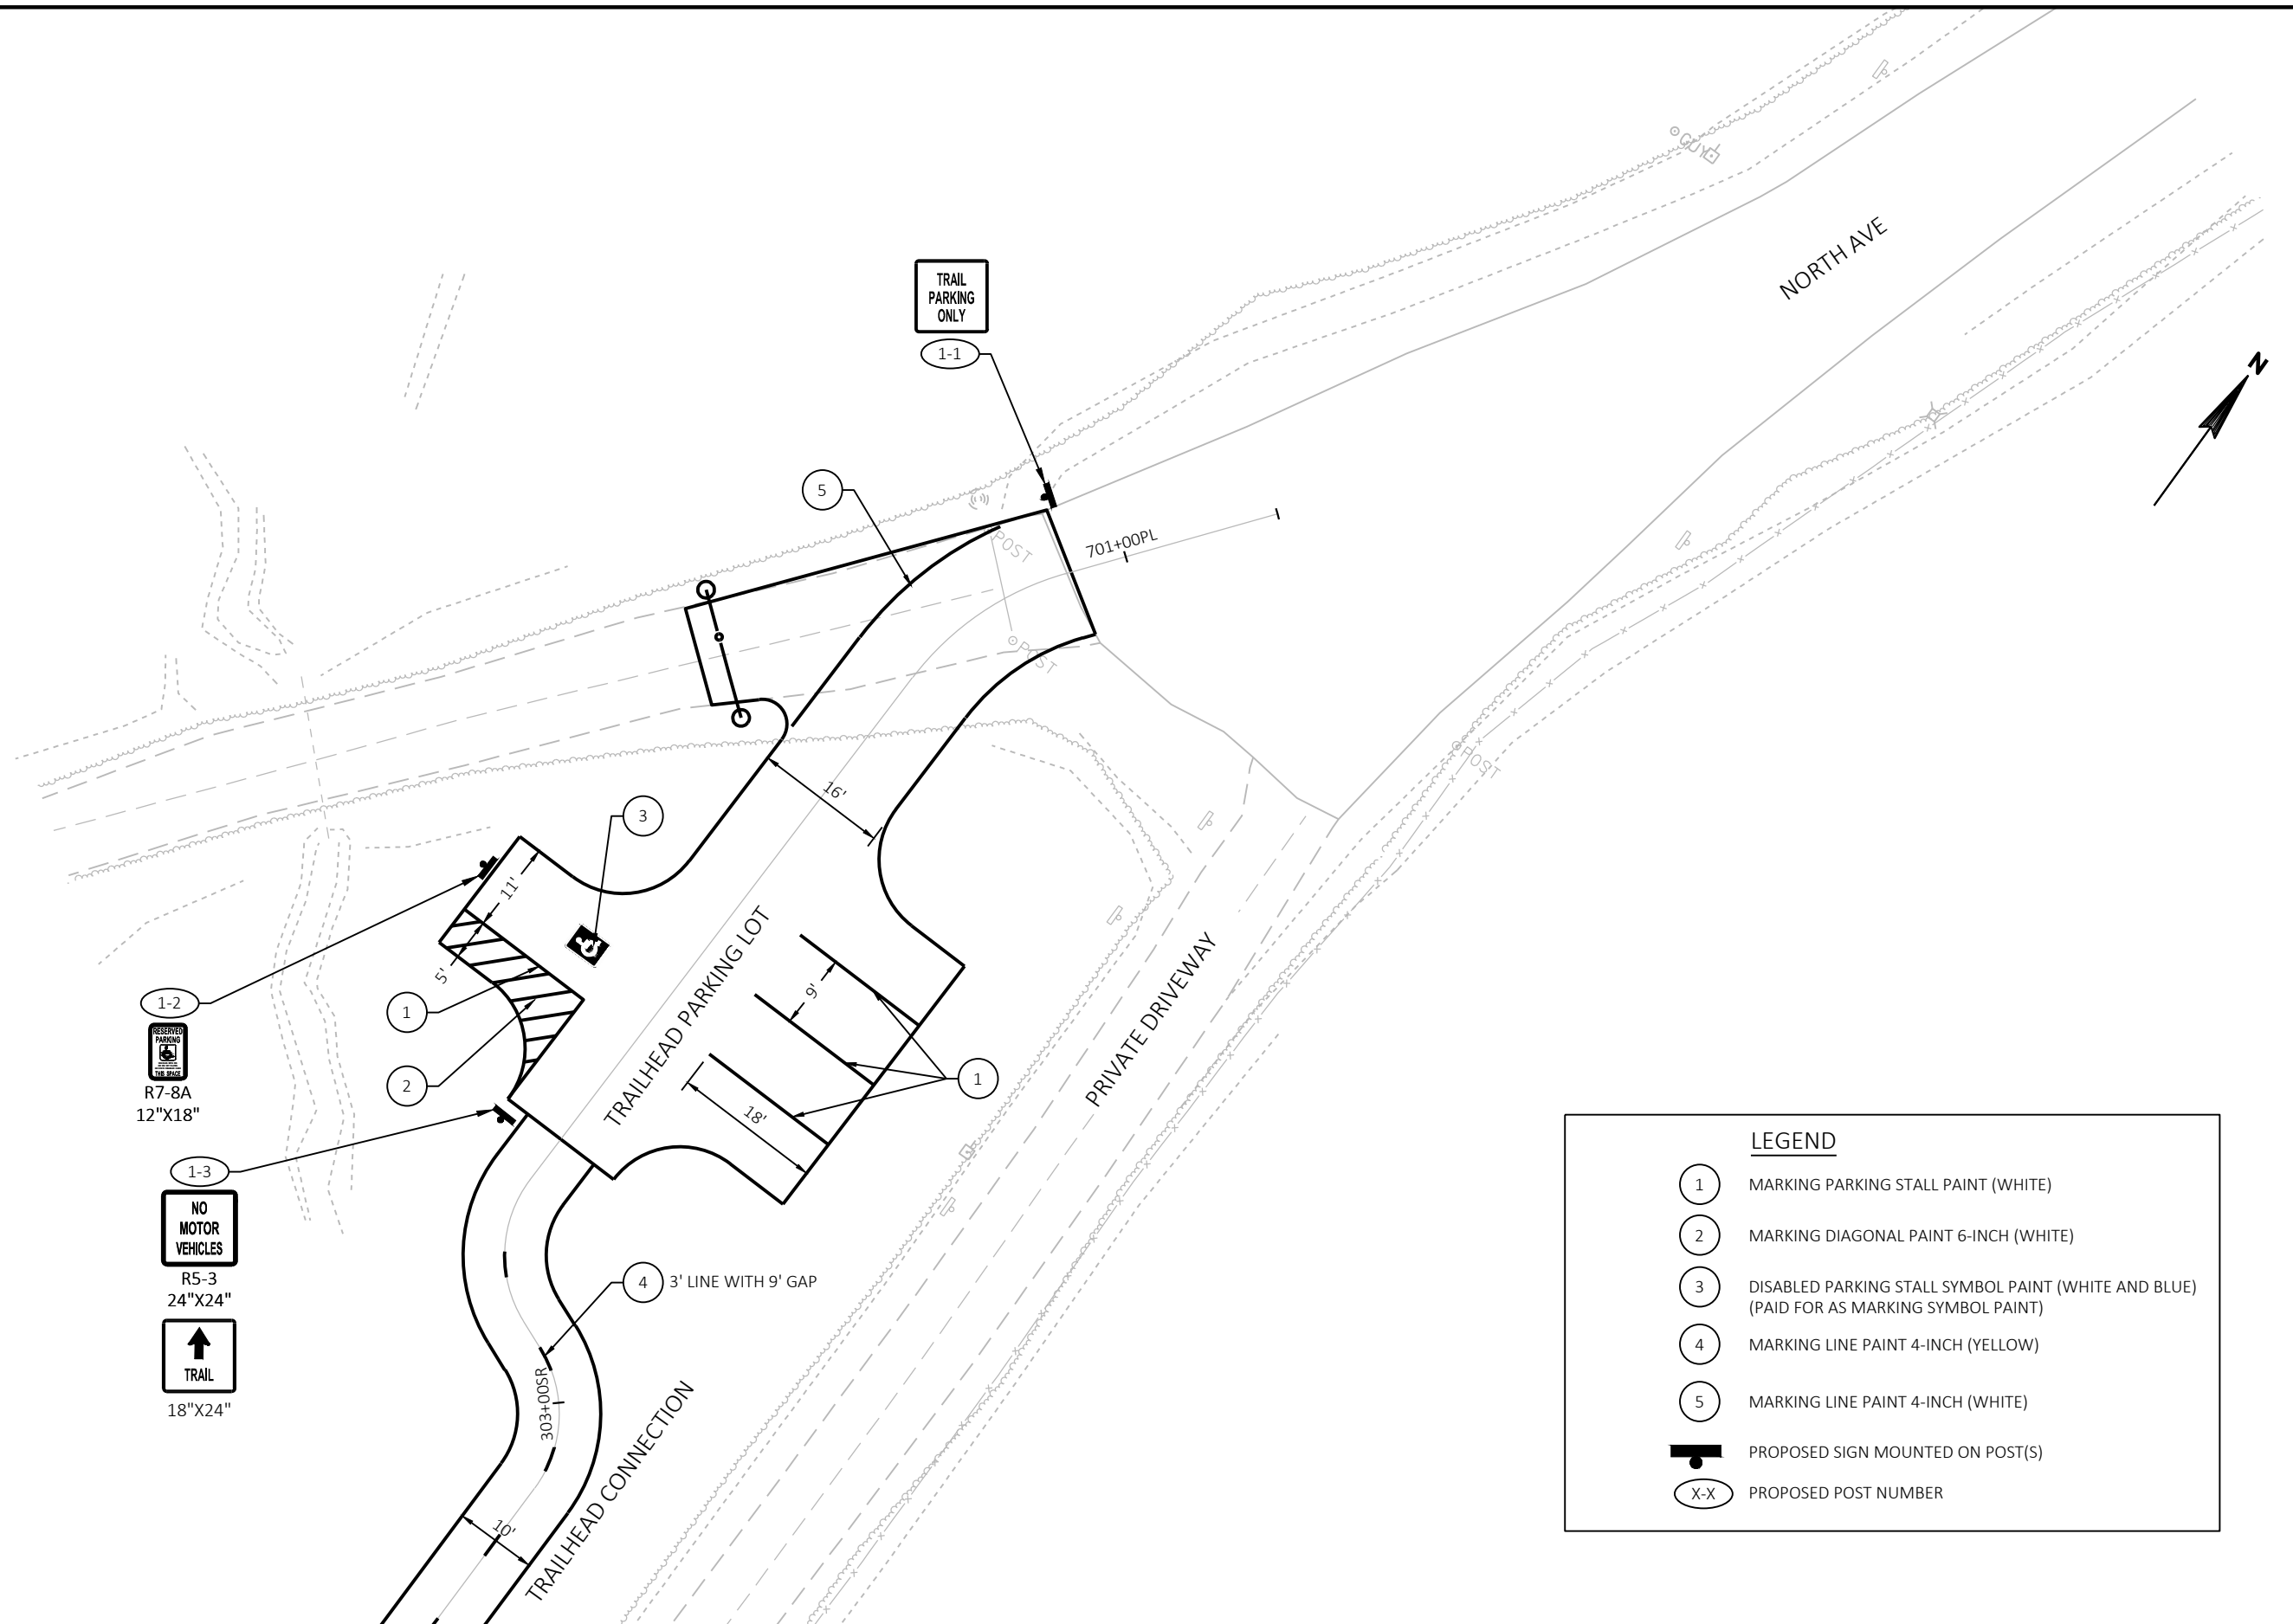 TRAIL
PARKING
ONLY
1-1
5
NORTH AVE
N
GUY
POST
701+00PL
POST
POST
16'
3
11'
5'
1
2
9'
18'
1
TRAILHEAD PARKING LOT
PRIVATE DRIVEWAY
1-2
RESERVED
PARKING
THIS SPACE
R7-8A
12"X18"
1-3
NO
MOTOR
VEHICLES
R5-3
24"X24"
TRAIL
18"X24"
4 3' LINE WITH 9' GAP
303+00SR
10'
TRAILHEAD CONNECTION
LEGEND
1 MARKING PARKING STALL PAINT (WHITE)
2 MARKING DIAGONAL PAINT 6-INCH (WHITE)
3 DISABLED PARKING STALL SYMBOL PAINT (WHITE AND BLUE)
(PAID FOR AS MARKING SYMBOL PAINT)
4 MARKING LINE PAINT 4-INCH (YELLOW)
5 MARKING LINE PAINT 4-INCH (WHITE)
PROPOSED SIGN MOUNTED ON POST(S)
X-X PROPOSED POST NUMBER